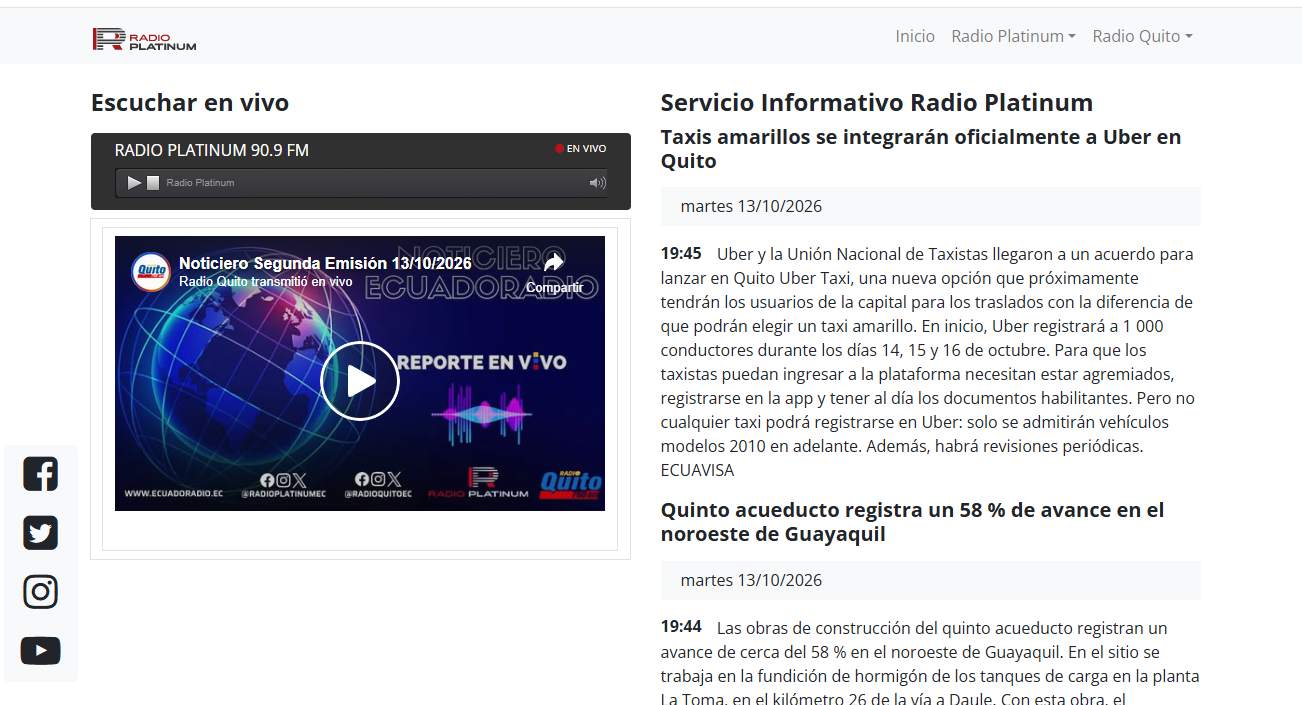 RADIO
PLATINUM
Inicio
Radio Platinum
Radio Quito
Escuchar en vivo
RADIO PLATINUM 90.9 FM
EN VIVO
Radio Platinum
NOTICIERO
ECUADORADIO
Quito
Noticiero Segunda Emisión 13/10/2026
Radio Quito transmitió en vivo
Compartir
REPORTE EN VIVO
WWW.ECUADORADIO.EC
@RADIOPLATINUMEC
@RADIOQUITOEC
RADIO PLATINUM
RADIO
Quito
Servicio Informativo Radio Platinum
Taxis amarillos se integrarán oficialmente a Uber en
Quito
martes 13/10/2026
19:45 Uber y la Unión Nacional de Taxistas llegaron a un acuerdo para
lanzar en Quito Uber Taxi, una nueva opción que próximamente
tendrán los usuarios de la capital para los traslados con la diferencia de
que podrán elegir un taxi amarillo. En inicio, Uber registrará a 1 000
conductores durante los días 14, 15 y 16 de octubre. Para que los
taxistas puedan ingresar a la plataforma necesitan estar agremiados,
registrarse en la app y tener al día los documentos habilitantes. Pero no
cualquier taxi podrá registrarse en Uber: solo se admitirán vehículos
modelos 2010 en adelante. Además, habrá revisiones periódicas.
ECUAVISA
Quinto acueducto registra un 58 % de avance en el
noroeste de Guayaquil
martes 13/10/2026
19:44 Las obras de construcción del quinto acueducto registran un
avance de cerca del 58 % en el noroeste de Guayaquil. En el sitio se
trabaja en la fundición de hormigón de los tanques de carga en la planta
La Toma, en el kilómetro 26 de la vía a Daule. Con esta obra, el